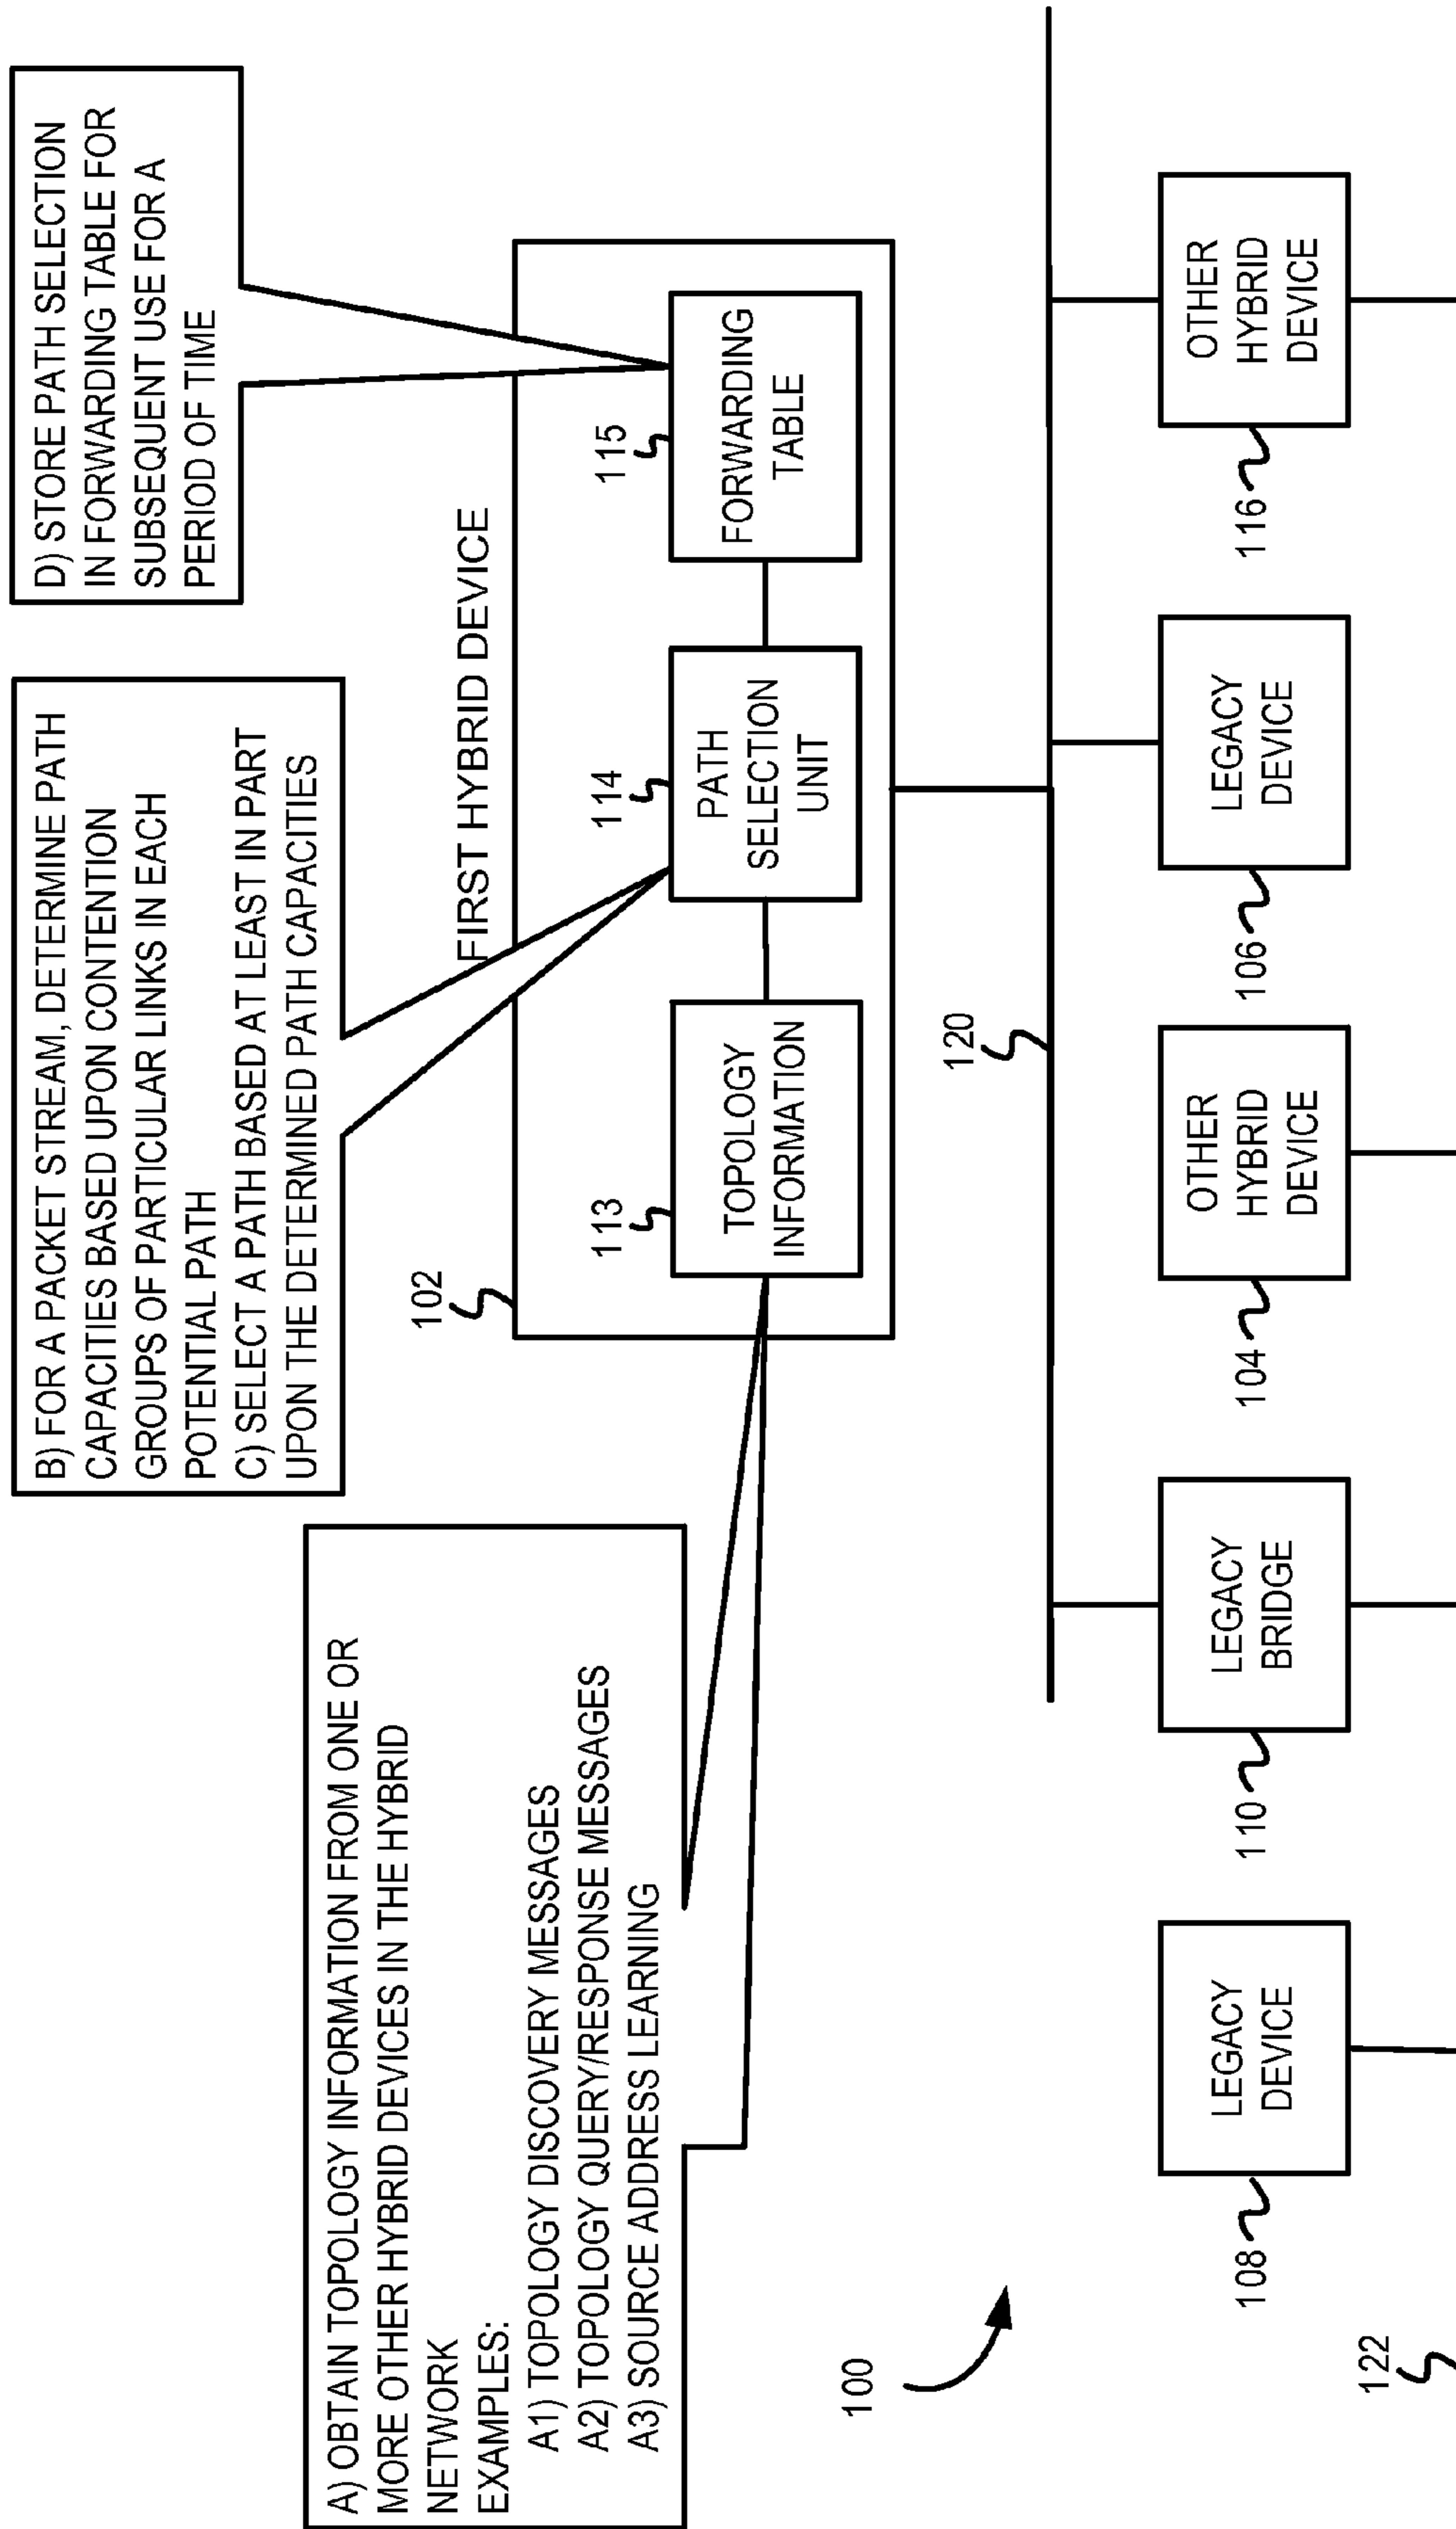 A) OBTAIN TOPOLOGY INFORMATION FROM ONE OR
MORE OTHER HYBRID DEVICES IN THE HYBRID
NETWORK
EXAMPLES:
A1) TOPOLOGY DISCOVERY MESSAGES
A2) TOPOLOGY QUERY/RESPONSE MESSAGES
A3) SOURCE ADDRESS LEARNING
B) FOR A PACKET STREAM, DETERMINE PATH
CAPACITIES BASED UPON CONTENTION
GROUPS OF PARTICULAR LINKS IN EACH
POTENTIAL PATH
C) SELECT A PATH BASED AT LEAST IN PART
UPON THE DETERMINED PATH CAPACITIES
D) STORE PATH SELECTION
IN FORWARDING TABLE FOR
SUBSEQUENT USE FOR A
PERIOD OF TIME
102
FIRST HYBRID DEVICE
113
TOPOLOGY
INFORMATION
114
PATH
SELECTION
UNIT
115
FORWARDING
TABLE
100
120
108
LEGACY
DEVICE
110
LEGACY
BRIDGE
104
OTHER
HYBRID
DEVICE
106
LEGACY
DEVICE
116
OTHER
HYBRID
DEVICE
122